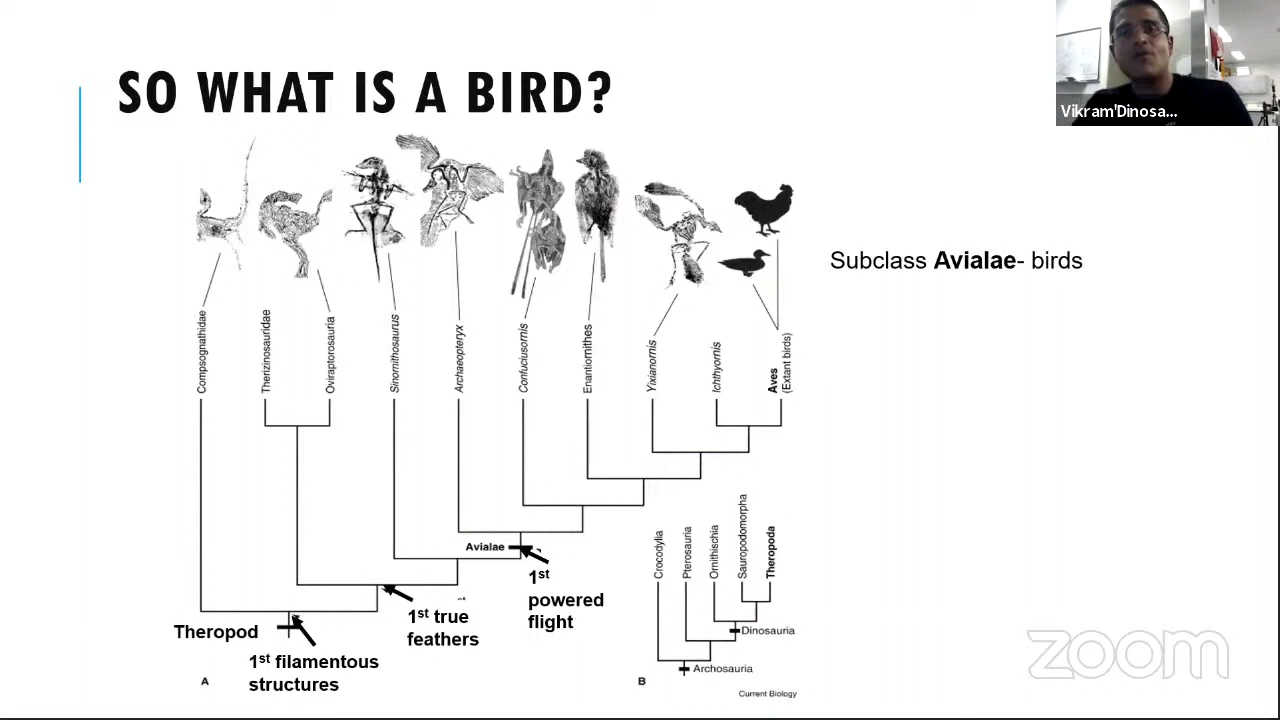 SO WHAT IS A BIRD?
Vikram'Dinosa...
Subclass Avialae- birds
Compsognathidae
Therizinosauridae
Oviraptorosauria
Sinornithosaurus
Archaeopteryx
Confuciusornis
Enantiornithes
Yixianornis
Ichthyornis
Aves
(Extant birds)
Avialae
1st
powered
flight
1st true
feathers
Theropod
1st filamentous
structures
A
Crocodylia
Pterosauria
Ornithischia
Sauropodomorpha
Theropoda
Dinosauria
Archosauria
B
Current Biology
zoom